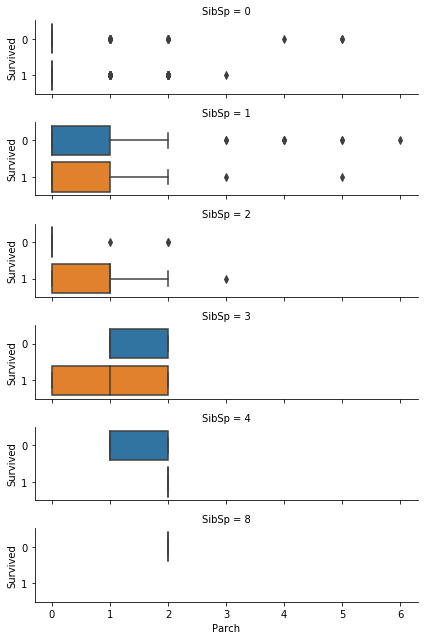 SibSp = 0
Survived
0
1
SibSp = 1
Survived
0
1
SibSp = 2
Survived
0
1
SibSp = 3
Survived
0
1
SibSp = 4
Survived
0
1
SibSp = 8
Survived
0
1
0 1 2 3 4 5 6
Parch